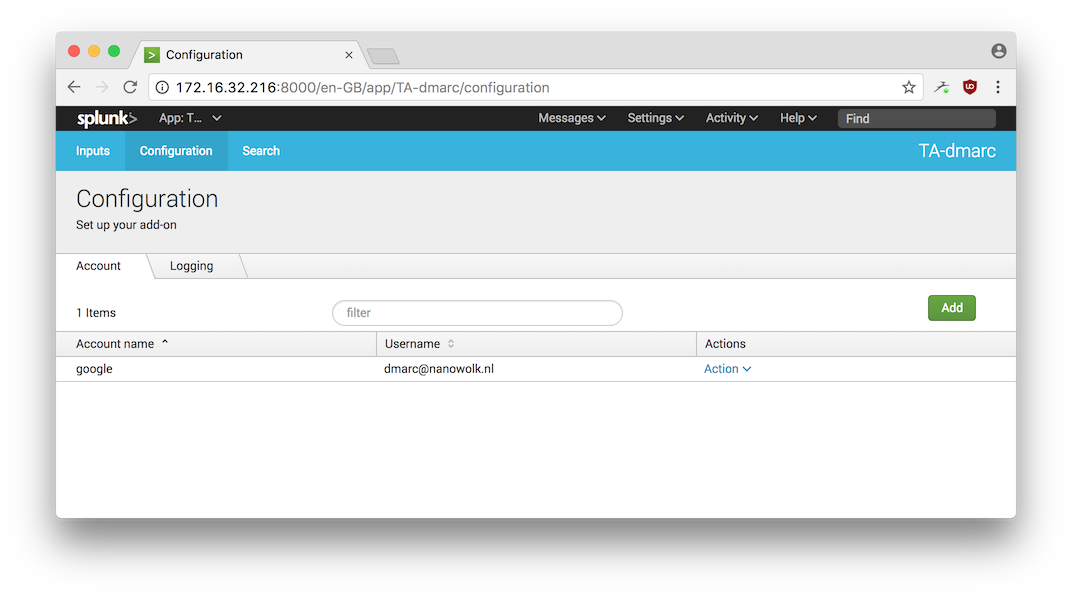 Configuration
172.16.32.216:8000/en-GB/app/TA-dmarc/configuration
splunk> App: T... Messages Settings Activity Help Find
Inputs Configuration Search TA-dmarc
Configuration
Set up your add-on
Account Logging
1 Items filter Add
Account name Username Actions
google dmarc@nanowolk.nl Action